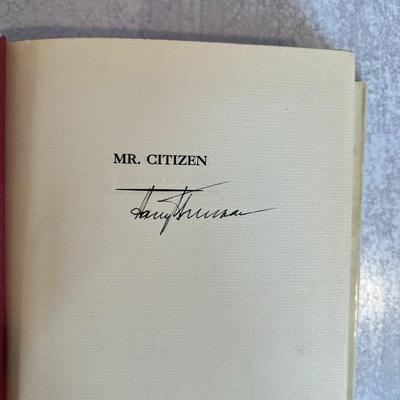 MR. CITIZEN
Harry Truman